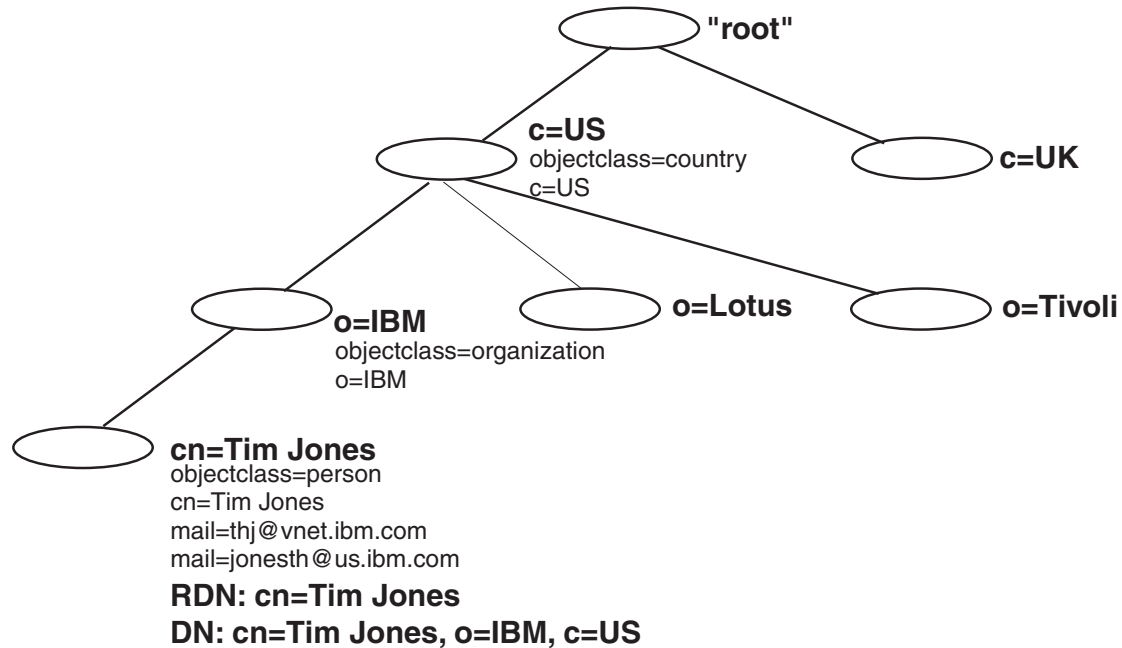 "root"
c=US
objectclass=country
c=US
c=UK
o=IBM
objectclass=organization
o=IBM
o=Lotus
o=Tivoli
cn=Tim Jones
objectclass=person
cn=Tim Jones
mail=thj@vnet.ibm.com
mail=jonesth@us.ibm.com
RDN: cn=Tim Jones
DN: cn=Tim Jones, o=IBM, c=US